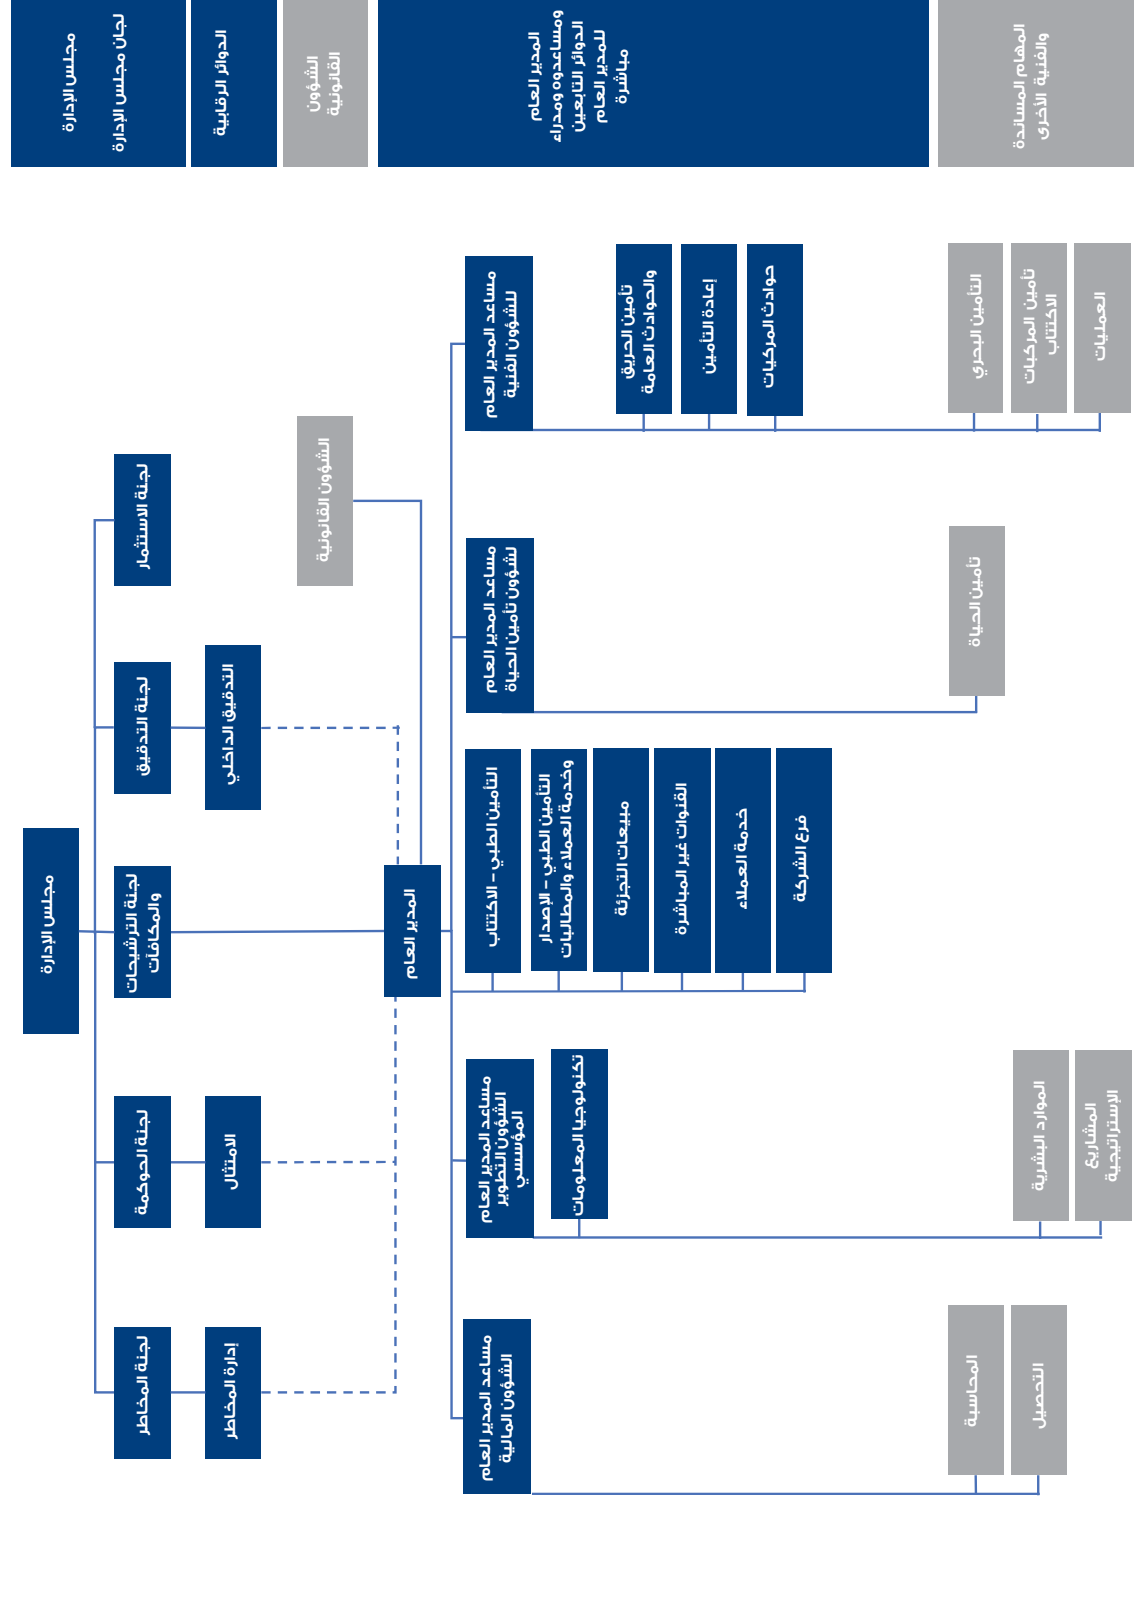 مجلس الإدارة
لجان مجلس الإدارة
الدوائر الرقابية
الشؤون
القانونية
المدير العام
ومساعدوه ومدراء
الدوائر التابعين
للمدير العام
مباشرة
المهام المساندة
والفنية الأخرى
مجلس الإدارة
لجنة الاستثمار
لجنة التدقيق
لجنة الترشيحات
والمكافآت
لجنة الحوكمة
لجنة المخاطر
التدقيق الداخلي
الامتثال
إدارة المخاطر
الشؤون القانونية
المدير العام
مساعد المدير العام
للشؤون الفنية
تأمين الحريق
والحوادث العامة
إعادة التأمين
حوادث المركبات
التأمين البحري
تأمين المركبات
الاكتتاب
العمليات
مساعد المدير العام
لشؤون تأمين الحياة
تأمين الحياة
التأمين الطبي – الاكتتاب
التأمين الطبي – الإصدار
وخدمة العملاء والمطالبات
مبيعات التجزئة
القنوات غير المباشرة
خدمة العملاء
فرع الشركة
مساعد المدير العام
الشؤون التطوير
المؤسسي
تكنولوجيا المعلومات
الموارد البشرية
المشاريع
الإستراتيجية
مساعد المدير العام
الشؤون المالية
المحاسبة
التحصيل